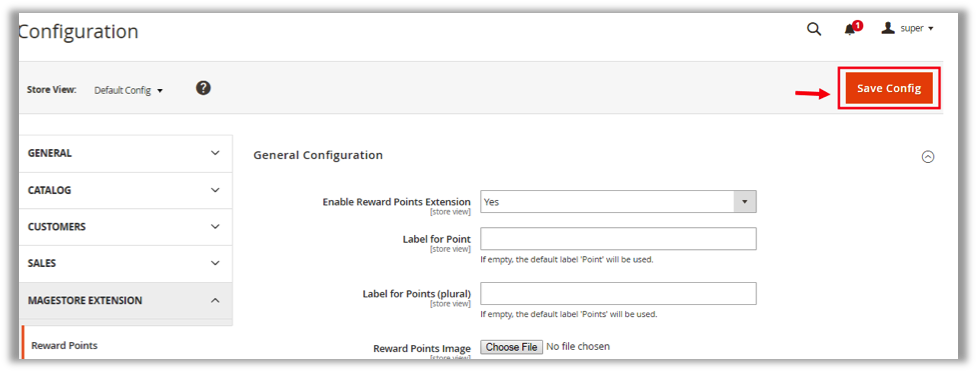 Configuration
1
super
Store View:
Default Config
?
Save Config
GENERAL
CATALOG
CUSTOMERS
SALES
MAGESTORE EXTENSION
Reward Points
General Configuration
Enable Reward Points Extension
[store view]
Yes
Label for Point
[store view]
If empty, the default label 'Point' will be used.
Label for Points (plural)
[store view]
If empty, the default label 'Points' will be used.
Reward Points Image
[store view]
Choose File No file chosen